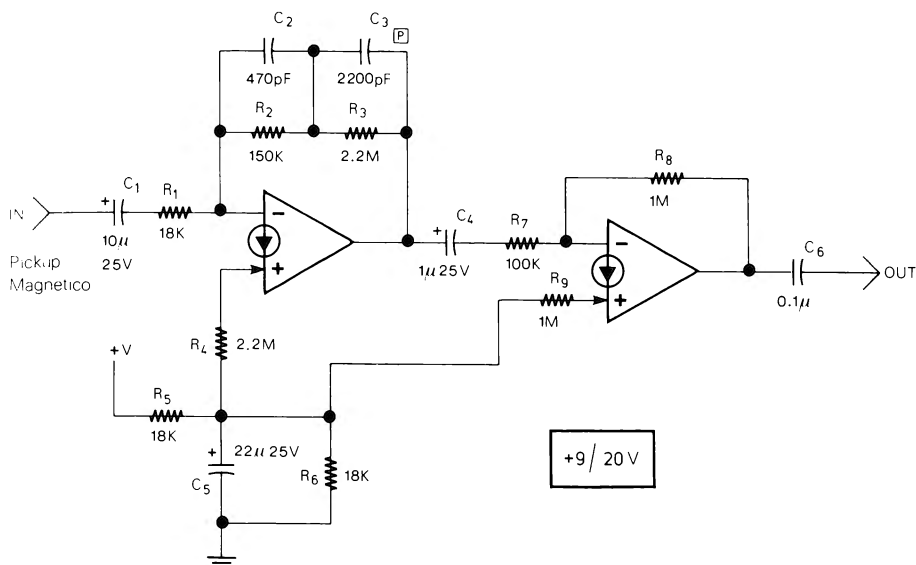 C2
C3
P
470pF
2200pF
R2
R3
150K
2.2M
R8
1M
IN
+
C1
R1
10μ
25V
18K
Pickup
Magnetico
−
+
+
C4
1μ 25V
R7
100K
−
+
C6
0.1μ
OUT
R9
1M
R4
2.2M
+V
R5
18K
+
22μ 25V
C5
R6
18K
+9/20V